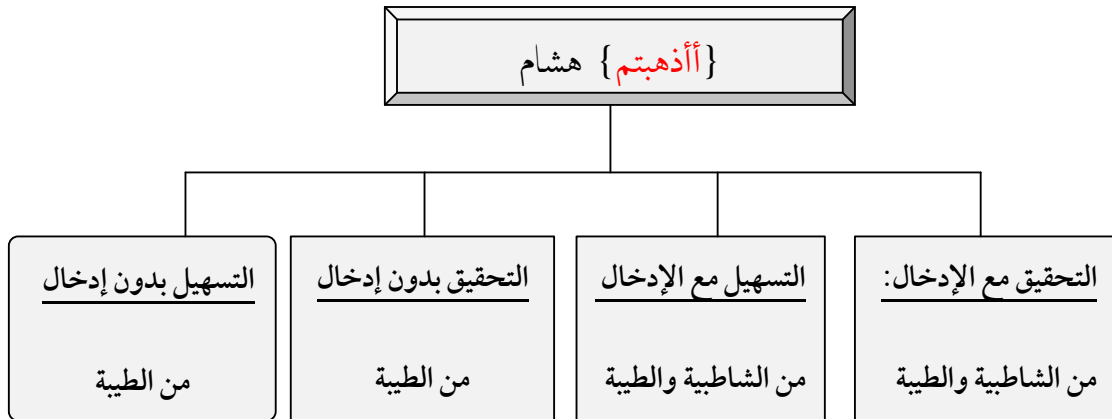 {أأذهبتم} هشام
التحقيق مع الإدخال:
من الشاطبية والطيبة
التسهيل مع الإدخال
من الشاطبية والطيبة
التحقيق بدون إدخال
من الطيبة
التسهيل بدون إدخال
من الطيبة